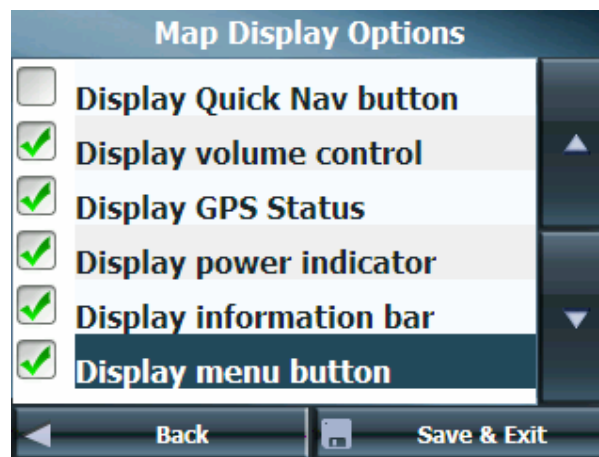 Map Display Options
Display Quick Nav button
Display volume control
Display GPS Status
Display power indicator
Display information bar
Display menu button
Back
Save & Exit